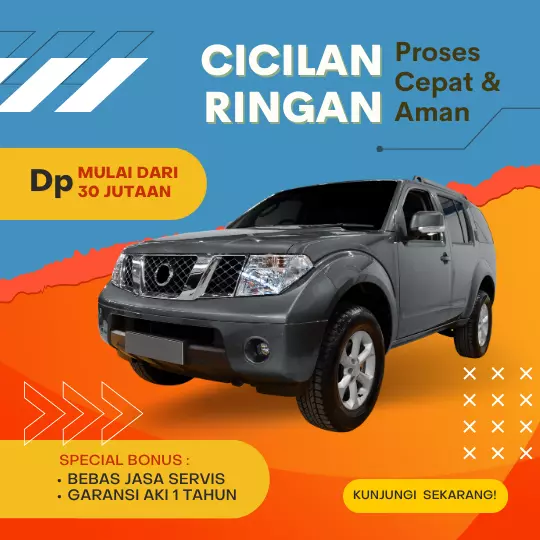 CICILAN
RINGAN
Proses
Cepat &
Aman
Dp
MULAI DARI
30 JUTAAN
SPECIAL BONUS :
• BEBAS JASA SERVIS
• GARANSI AKI 1 TAHUN
KUNJUNGI SEKARANG!